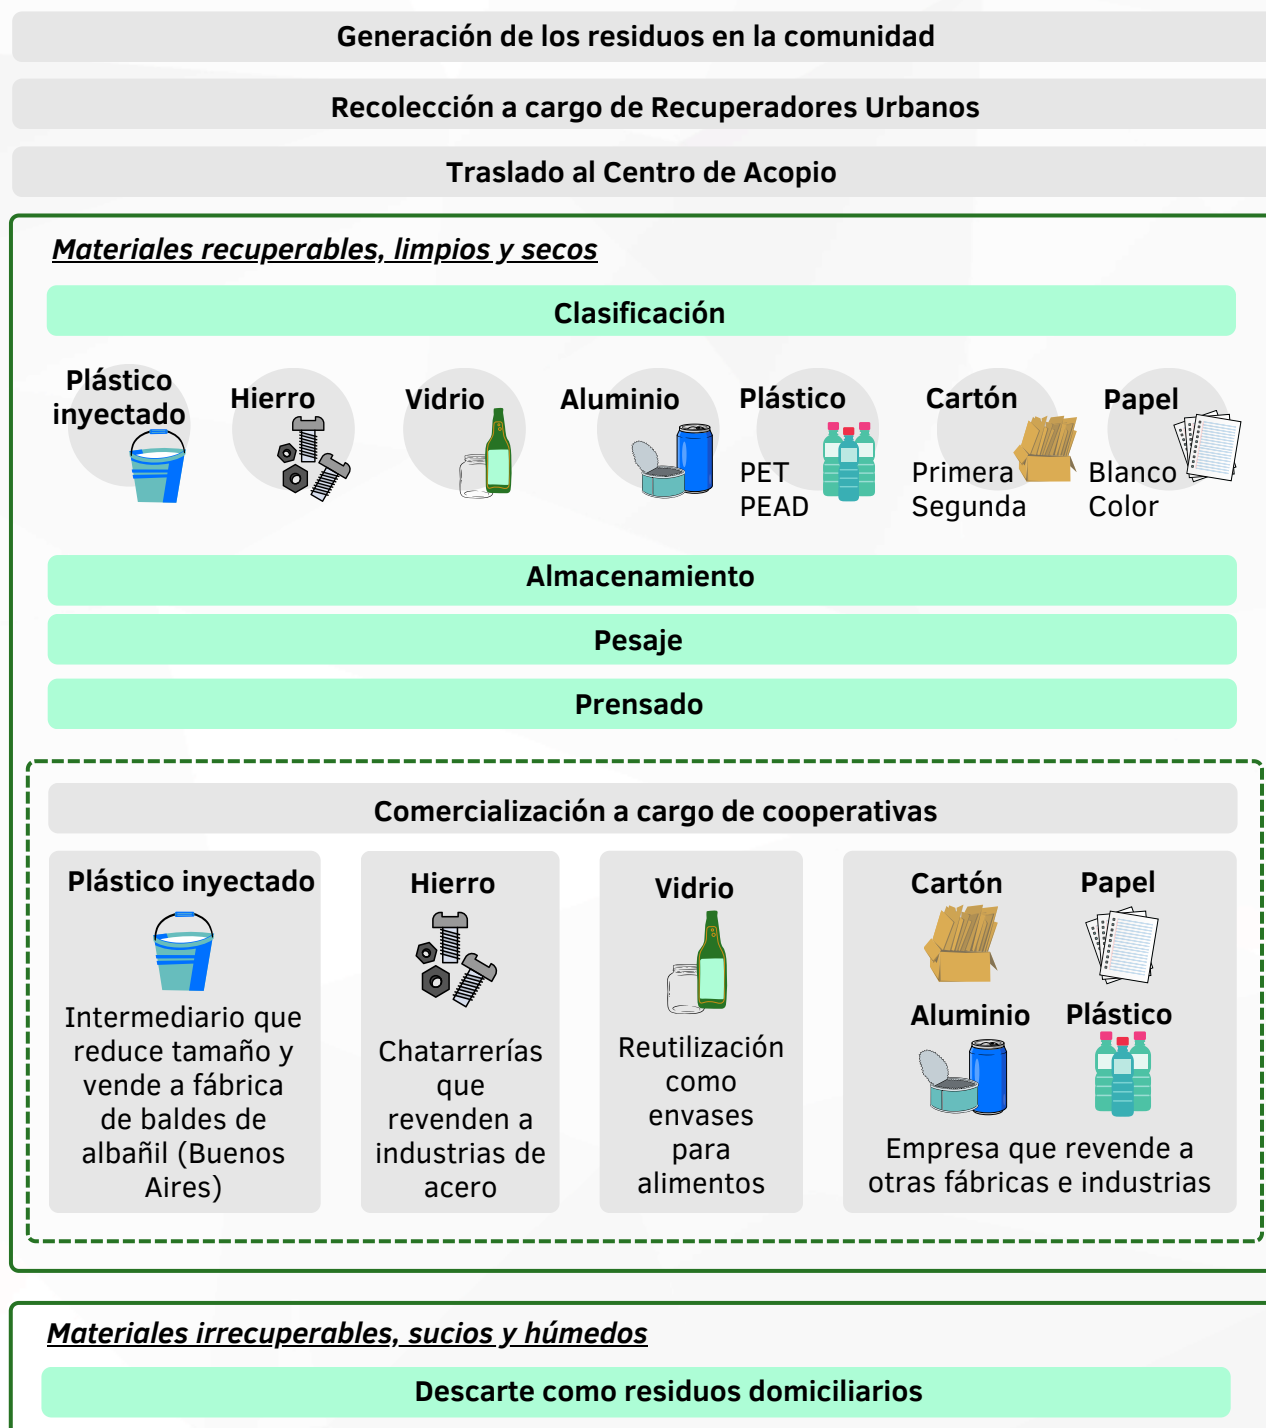 Generación de los residuos en la comunidad
Recolección a cargo de Recuperadores Urbanos
Traslado al Centro de Acopio
Materiales recuperables, limpios y secos
Clasificación
Plástico
inyectado
Hierro
Vidrio
Aluminio
Plástico
PET
PEAD
Cartón
Primera
Segunda
Papel
Blanco
Color
Almacenamiento
Pesaje
Prensado
Comercialización a cargo de cooperativas
Plástico inyectado
Intermediario que
reduce tamaño y
vende a fábrica
de baldes de
albañil (Buenos
Aires)
Hierro
Chatarrerías
que
revenden a
industrias de
acero
Vidrio
Reutilización
como
envases
para
alimentos
Cartón
Papel
Aluminio
Plástico
Empresa que revende a
otras fábricas e industrias
Materiales irrecuperables, sucios y húmedos
Descarte como residuos domiciliarios